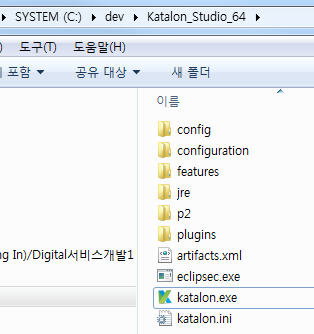 SYSTEM (C:) ▸ dev ▸ Katalon_Studio_64 ▸
도구(T) 도움말(H)
포함 ▼ 공유 대상 ▼ 새 폴더
이름
config
configuration
features
jre
p2
plugins
artifacts.xml
eclipsec.exe
ng In)/Digital서비스개발1
katalon.exe
katalon.ini